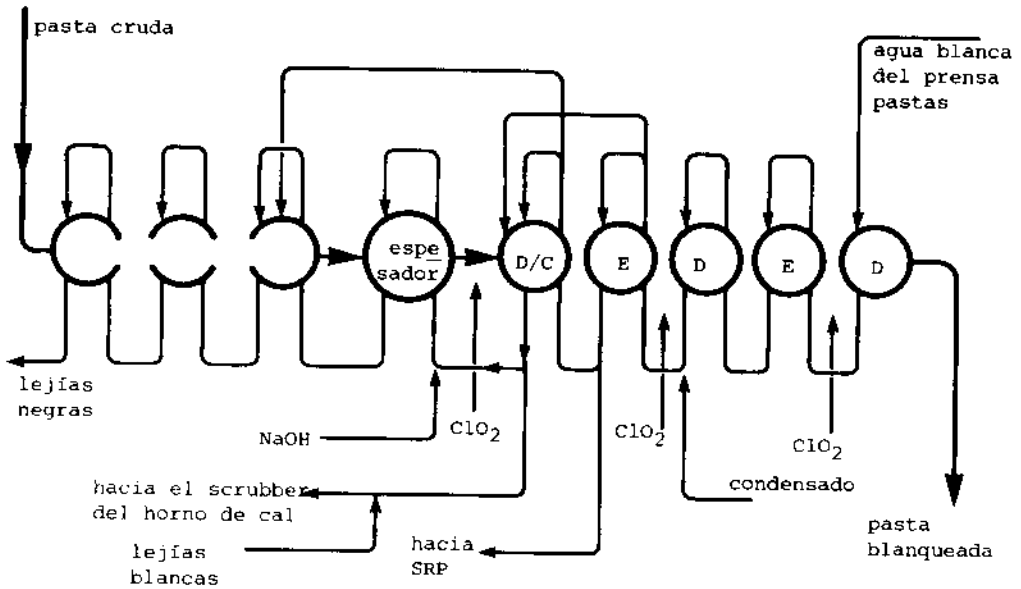 pasta cruda
agua blanca
del prensa
pastas
espe
sador
D/C
E
D
E
D
lejías
negras
NaOH
ClO2
ClO2
ClO2
condensado
hacia el scrubber
del horno de cal
lejías
blancas
hacia
SRP
pasta
blanqueada